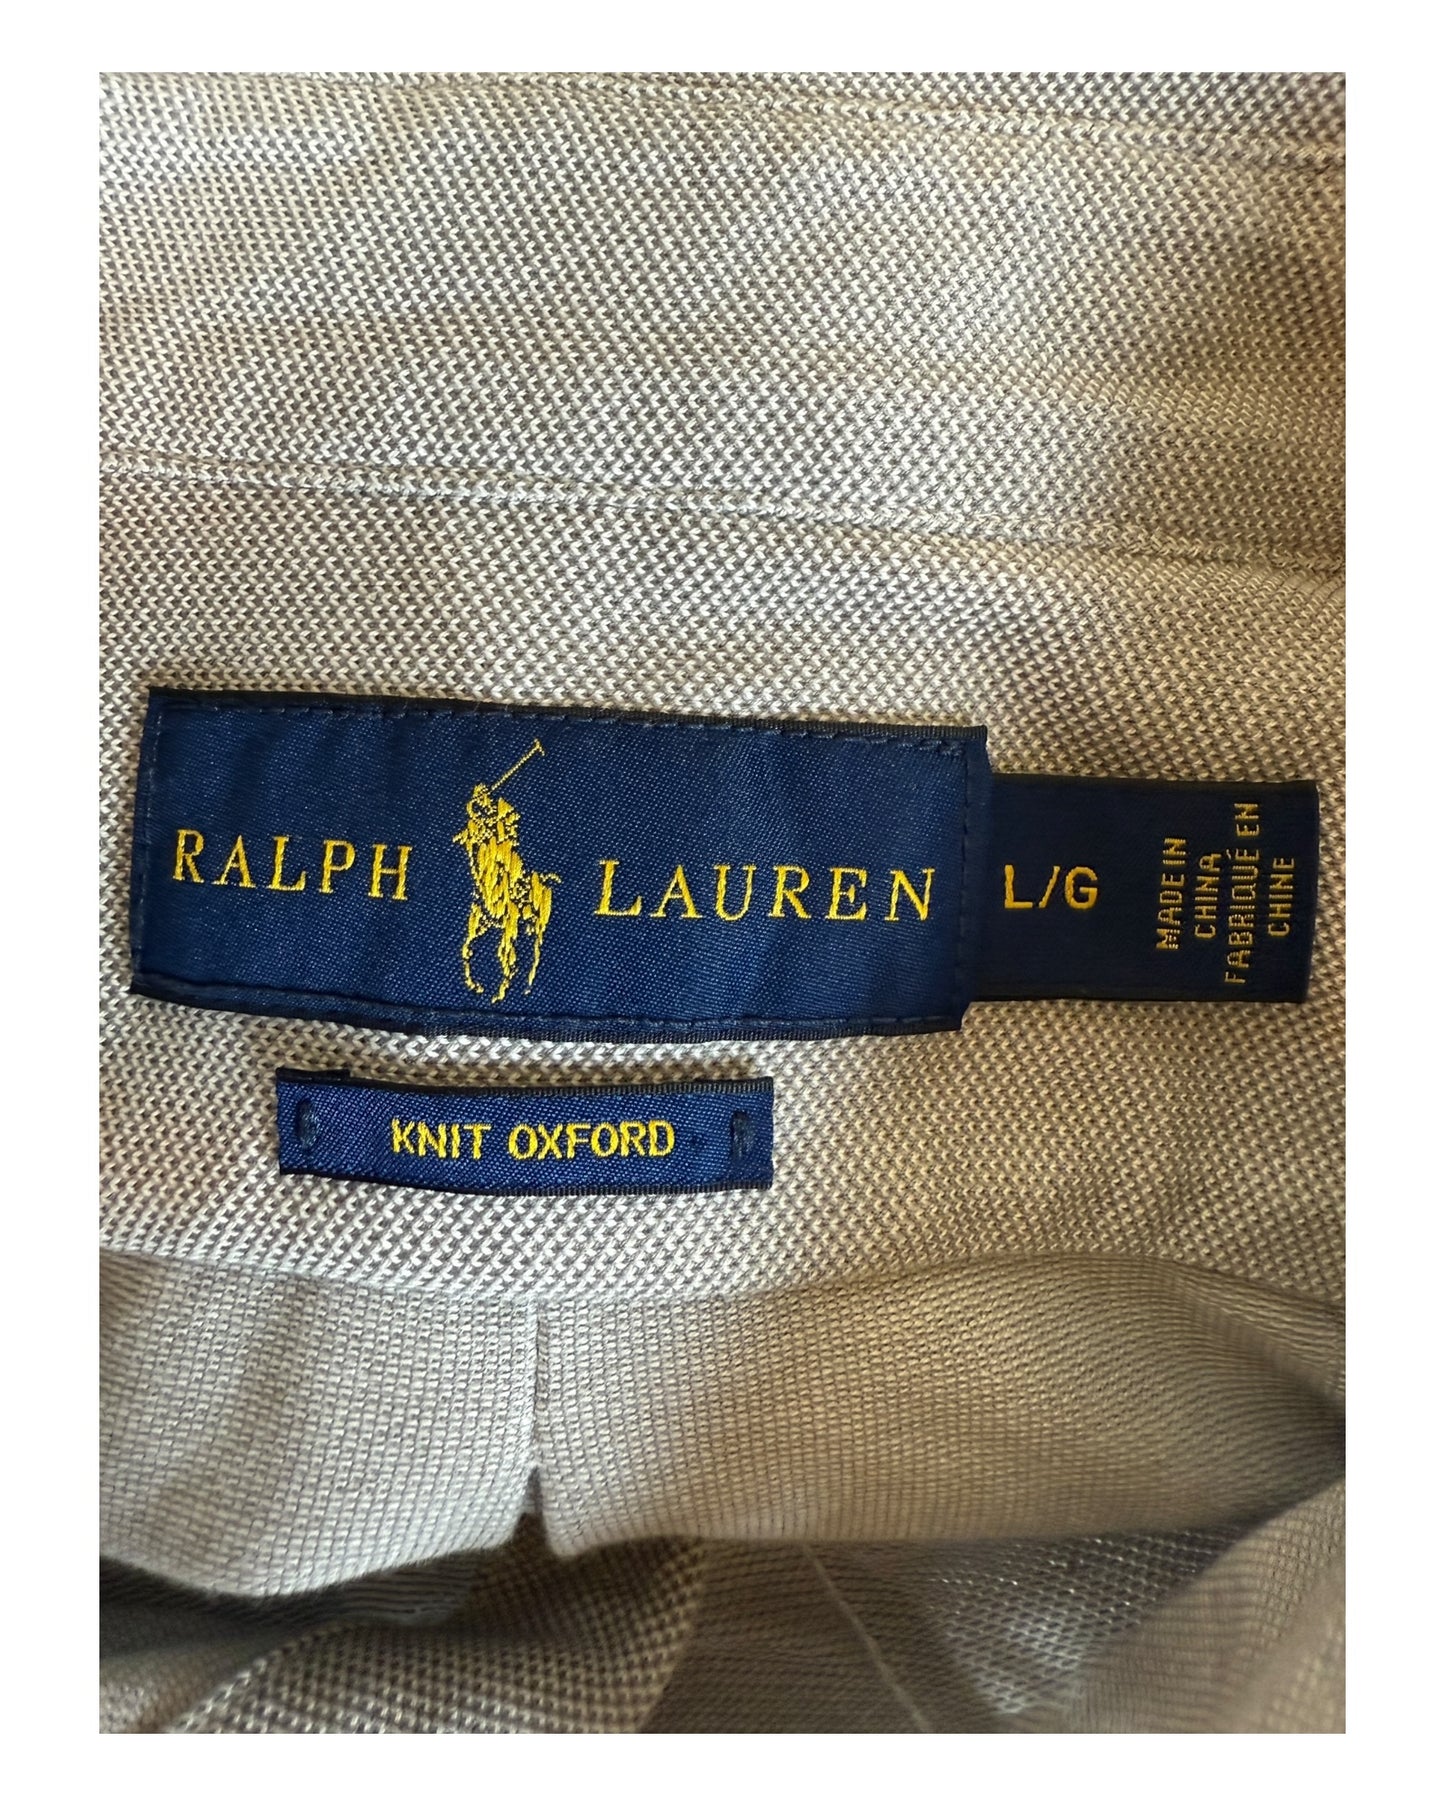 RALPH LAUREN
L/G
MADE IN
CHINA
FABRIQUÉ EN
CHINE
KNIT OXFORD